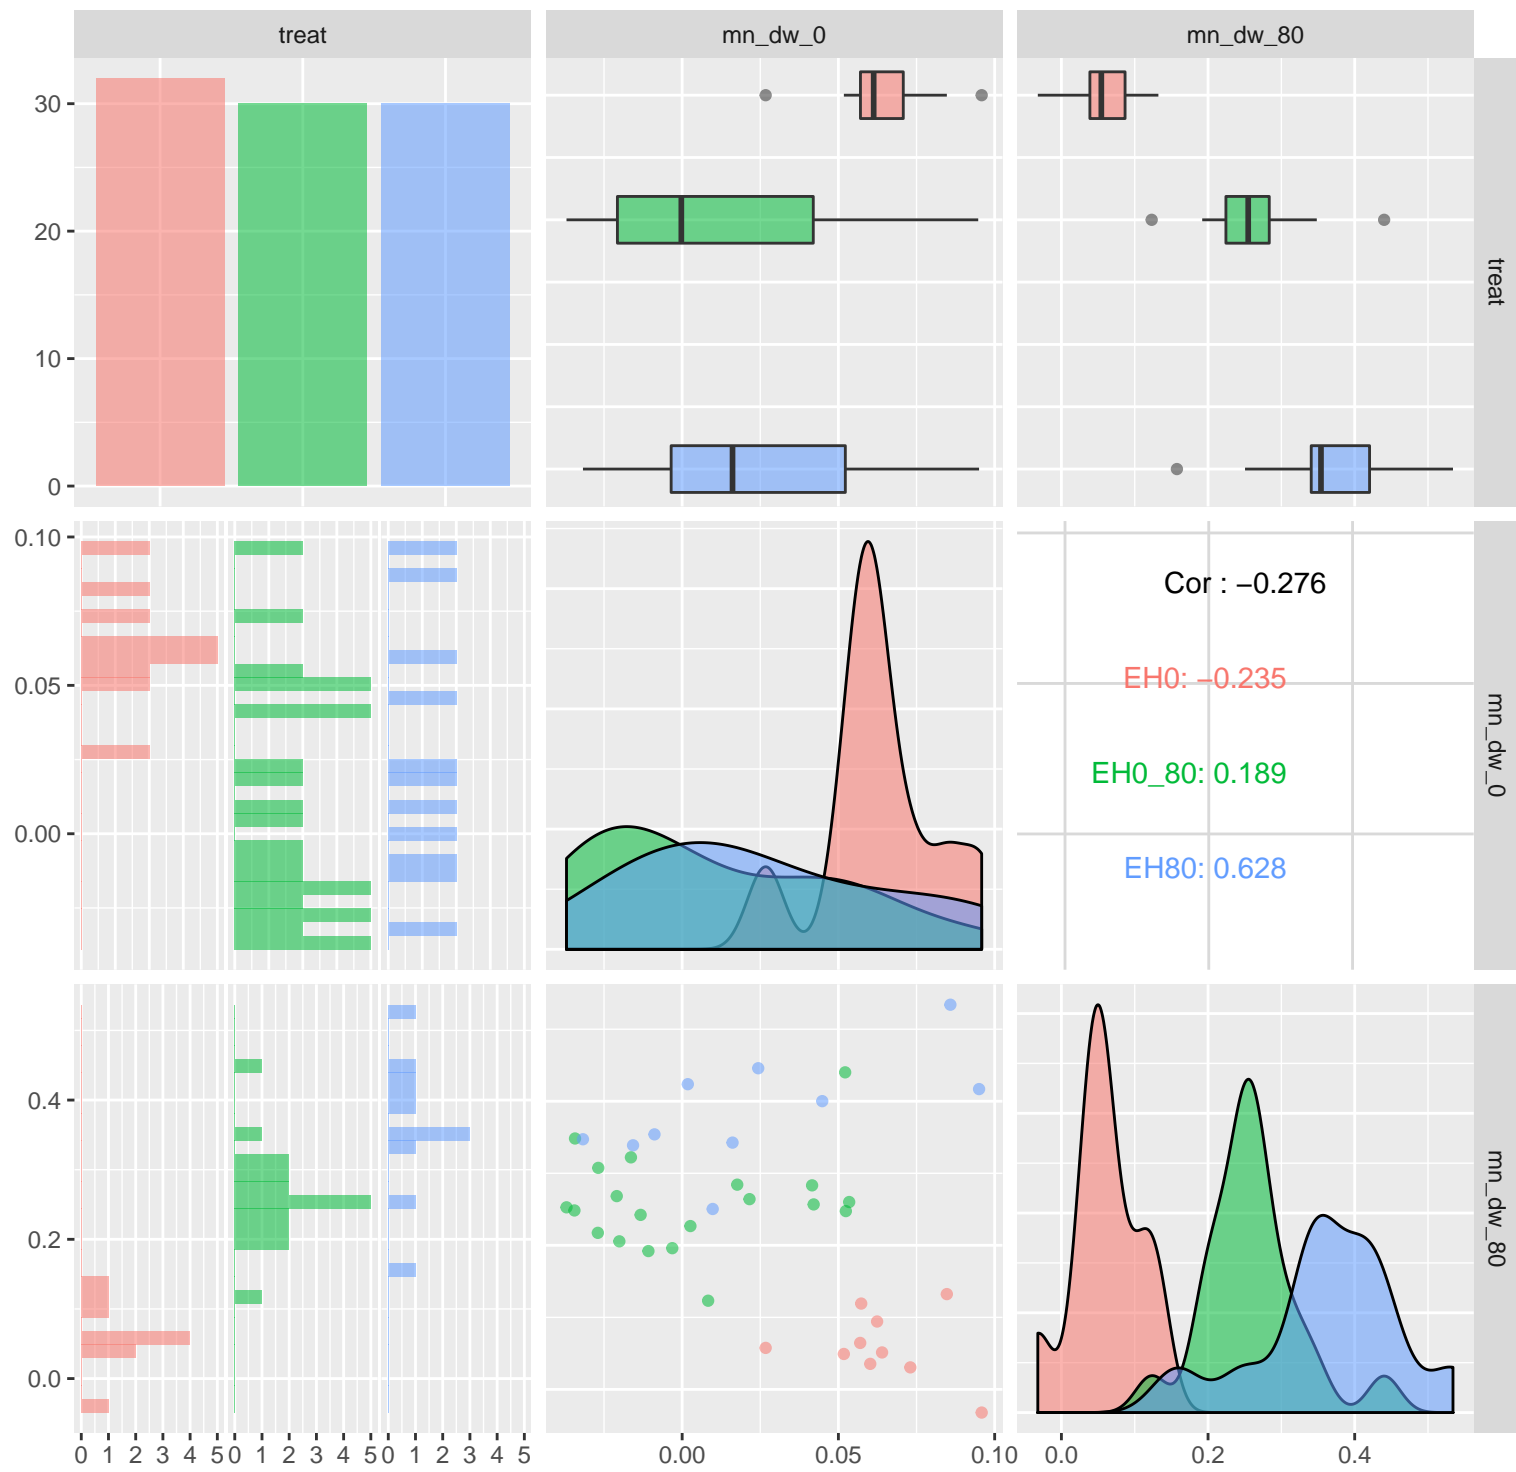 treat mn_dw_0 mn_dw_80
30
20
10
0
treat
0.10
0.05
0.00
Cor : −0.276
EH0: −0.235
EH0_80: 0.189
EH80: 0.628
mn_dw_0
0.4
0.2
0.0
mn_dw_80
0 1 2 3 4 5 0 1 2 3 4 5 0 1 2 3 4 5 0.00 0.05 0.10 0.0 0.2 0.4